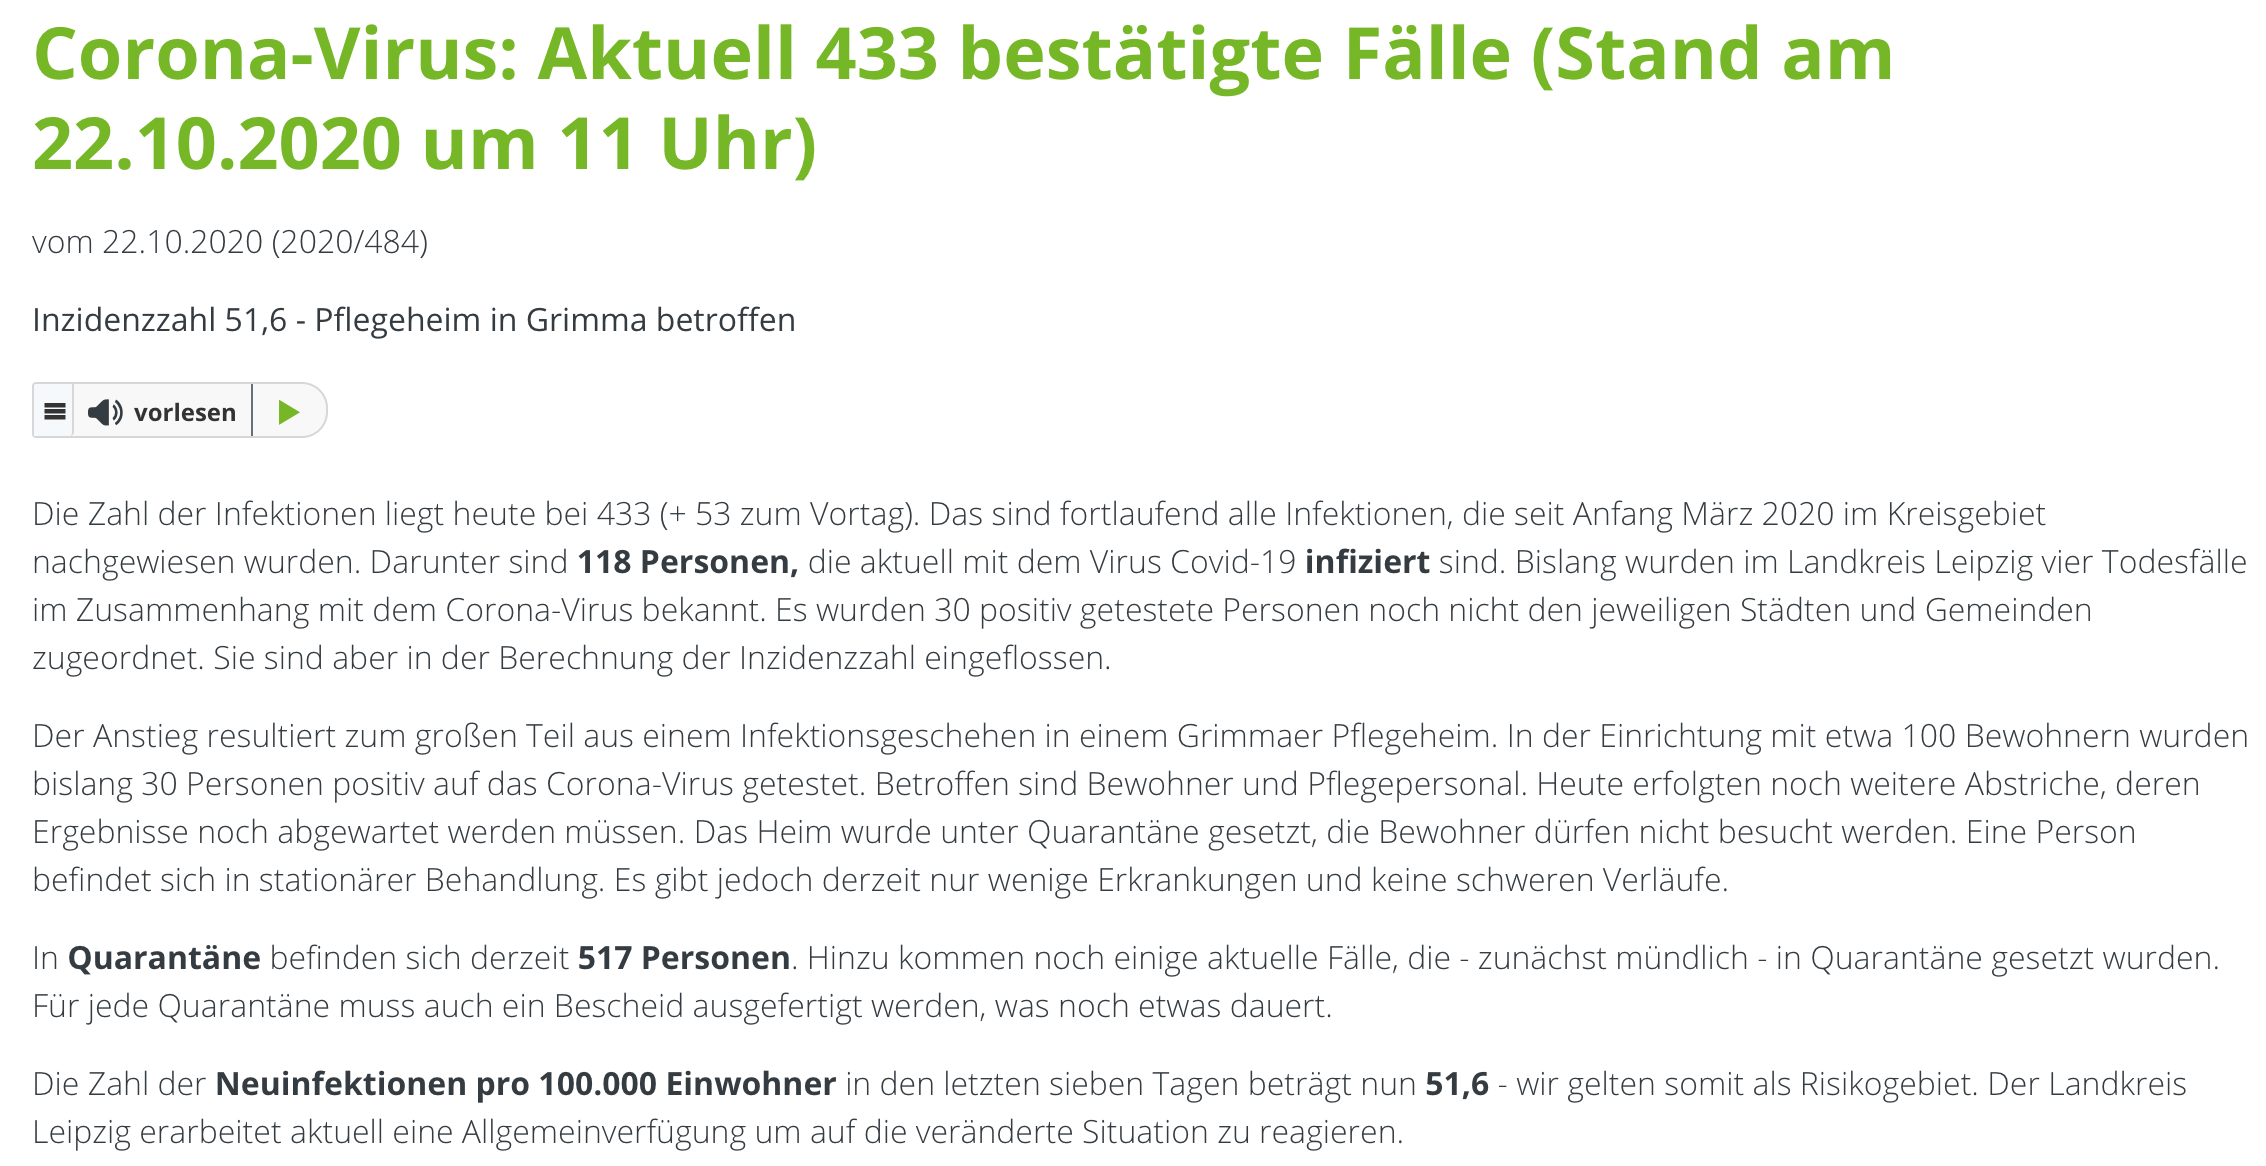 Corona-Virus: Aktuell 433 bestätigte Fälle (Stand am
22.10.2020 um 11 Uhr)
vom 22.10.2020 (2020/484)
Inzidenzzahl 51,6 - Pflegeheim in Grimma betroffen
vorlesen
Die Zahl der Infektionen liegt heute bei 433 (+ 53 zum Vortag). Das sind fortlaufend alle Infektionen, die seit Anfang März 2020 im Kreisgebiet
nachgewiesen wurden. Darunter sind 118 Personen, die aktuell mit dem Virus Covid-19 infiziert sind. Bislang wurden im Landkreis Leipzig vier Todesfälle
im Zusammenhang mit dem Corona-Virus bekannt. Es wurden 30 positiv getestete Personen noch nicht den jeweiligen Städten und Gemeinden
zugeordnet. Sie sind aber in der Berechnung der Inzidenzzahl eingeflossen.
Der Anstieg resultiert zum großen Teil aus einem Infektionsgeschehen in einem Grimmaer Pflegeheim. In der Einrichtung mit etwa 100 Bewohnern wurden
bislang 30 Personen positiv auf das Corona-Virus getestet. Betroffen sind Bewohner und Pflegepersonal. Heute erfolgten noch weitere Abstriche, deren
Ergebnisse noch abgewartet werden müssen. Das Heim wurde unter Quarantäne gesetzt, die Bewohner dürfen nicht besucht werden. Eine Person
befindet sich in stationärer Behandlung. Es gibt jedoch derzeit nur wenige Erkrankungen und keine schweren Verläufe.
In Quarantäne befinden sich derzeit 517 Personen. Hinzu kommen noch einige aktuelle Fälle, die - zunächst mündlich - in Quarantäne gesetzt wurden.
Für jede Quarantäne muss auch ein Bescheid ausgefertigt werden, was noch etwas dauert.
Die Zahl der Neuinfektionen pro 100.000 Einwohner in den letzten sieben Tagen beträgt nun 51,6 - wir gelten somit als Risikogebiet. Der Landkreis
Leipzig erarbeitet aktuell eine Allgemeinverfügung um auf die veränderte Situation zu reagieren.